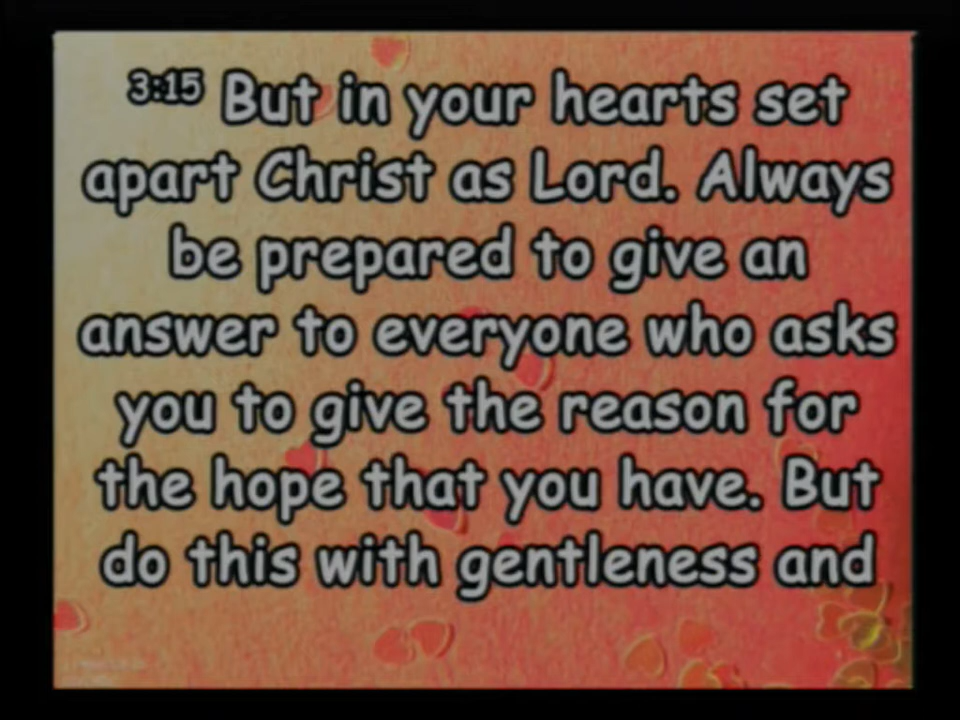 3:15 But in your hearts set
apart Christ as Lord. Always
be prepared to give an
answer to everyone who asks
you to give the reason for
the hope that you have. But
do this with gentleness and